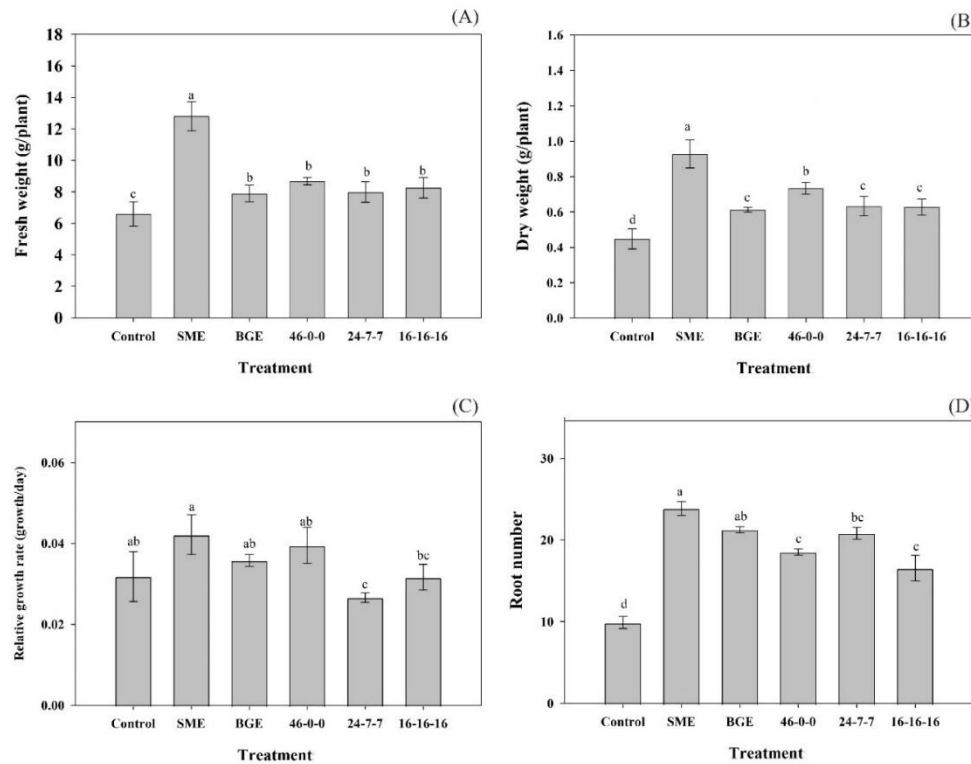 (A)
Fresh weight (g/plant)
18
16
14
12
10
8
6
4
2
0
c
a
b
b
b
b
Control SME BGE 46-0-0 24-7-7 16-16-16
Treatment
(B)
Dry weight (g/plant)
1.6
1.4
1.2
1.0
0.8
0.6
0.4
0.2
0.0
d
a
c
b
c
c
Control SME BGE 46-0-0 24-7-7 16-16-16
Treatment
(C)
Relative growth rate (growth/day)
0.06
0.04
0.02
0.00
ab
a
ab
ab
c
bc
Control SME BGE 46-0-0 24-7-7 16-16-16
Treatment
(D)
Root number
30
20
10
0
d
a
ab
c
bc
c
Control SME BGE 46-0-0 24-7-7 16-16-16
Treatment